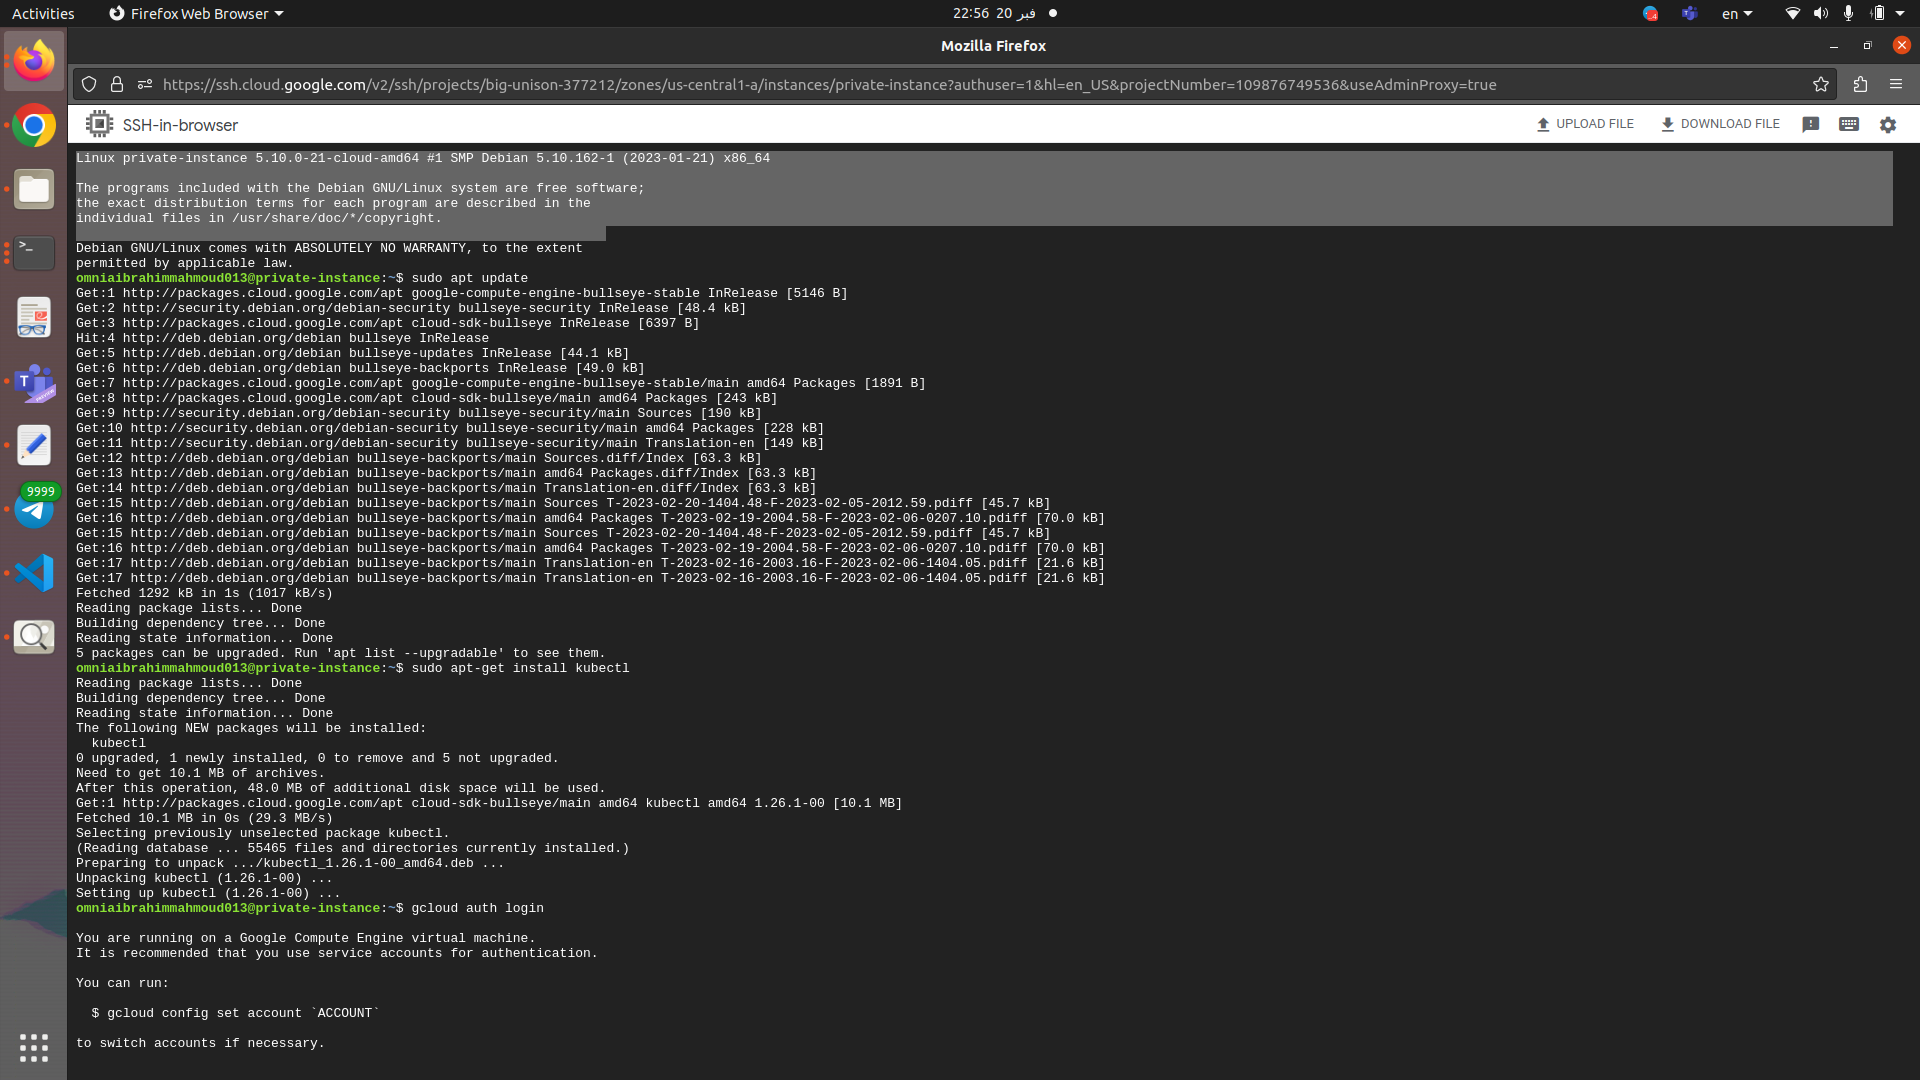 Activities
Firefox Web Browser
22:56 20 فبر
en
Mozilla Firefox
https://ssh.cloud.google.com/v2/ssh/projects/big-unison-377212/zones/us-central1-a/instances/private-instance?authuser=1&hl=en_US&projectNumber=109876749536&useAdminProxy=true
SSH-in-browser
UPLOAD FILE
DOWNLOAD FILE
9999
Linux private-instance 5.10.0-21-cloud-amd64 #1 SMP Debian 5.10.162-1 (2023-01-21) x86_64
The programs included with the Debian GNU/Linux system are free software;
the exact distribution terms for each program are described in the
individual files in /usr/share/doc/*/copyright.
Debian GNU/Linux comes with ABSOLUTELY NO WARRANTY, to the extent
permitted by applicable law.
omniaibrahimmahmoud013@private-instance:~$ sudo apt update
Get:1 http://packages.cloud.google.com/apt google-compute-engine-bullseye-stable InRelease [5146 B]
Get:2 http://security.debian.org/debian-security bullseye-security InRelease [48.4 kB]
Get:3 http://packages.cloud.google.com/apt cloud-sdk-bullseye InRelease [6397 B]
Hit:4 http://deb.debian.org/debian bullseye InRelease
Get:5 http://deb.debian.org/debian bullseye-updates InRelease [44.1 kB]
Get:6 http://deb.debian.org/debian bullseye-backports InRelease [49.0 kB]
Get:7 http://packages.cloud.google.com/apt google-compute-engine-bullseye-stable/main amd64 Packages [1891 B]
Get:8 http://packages.cloud.google.com/apt cloud-sdk-bullseye/main amd64 Packages [243 kB]
Get:9 http://security.debian.org/debian-security bullseye-security/main Sources [190 kB]
Get:10 http://security.debian.org/debian-security bullseye-security/main amd64 Packages [228 kB]
Get:11 http://security.debian.org/debian-security bullseye-security/main Translation-en [149 kB]
Get:12 http://deb.debian.org/debian bullseye-backports/main Sources.diff/Index [63.3 kB]
Get:13 http://deb.debian.org/debian bullseye-backports/main amd64 Packages.diff/Index [63.3 kB]
Get:14 http://deb.debian.org/debian bullseye-backports/main Translation-en.diff/Index [63.3 kB]
Get:15 http://deb.debian.org/debian bullseye-backports/main Sources T-2023-02-20-1404.48-F-2023-02-05-2012.59.pdiff [45.7 kB]
Get:16 http://deb.debian.org/debian bullseye-backports/main amd64 Packages T-2023-02-19-2004.58-F-2023-02-06-0207.10.pdiff [70.0 kB]
Get:15 http://deb.debian.org/debian bullseye-backports/main Sources T-2023-02-20-1404.48-F-2023-02-05-2012.59.pdiff [45.7 kB]
Get:16 http://deb.debian.org/debian bullseye-backports/main amd64 Packages T-2023-02-19-2004.58-F-2023-02-06-0207.10.pdiff [70.0 kB]
Get:17 http://deb.debian.org/debian bullseye-backports/main Translation-en T-2023-02-16-2003.16-F-2023-02-06-1404.05.pdiff [21.6 kB]
Get:17 http://deb.debian.org/debian bullseye-backports/main Translation-en T-2023-02-16-2003.16-F-2023-02-06-1404.05.pdiff [21.6 kB]
Fetched 1292 kB in 1s (1017 kB/s)
Reading package lists... Done
Building dependency tree... Done
Reading state information... Done
5 packages can be upgraded. Run 'apt list --upgradable' to see them.
omniaibrahimmahmoud013@private-instance:~$ sudo apt-get install kubectl
Reading package lists... Done
Building dependency tree... Done
Reading state information... Done
The following NEW packages will be installed:
kubectl
0 upgraded, 1 newly installed, 0 to remove and 5 not upgraded.
Need to get 10.1 MB of archives.
After this operation, 48.0 MB of additional disk space will be used.
Get:1 http://packages.cloud.google.com/apt cloud-sdk-bullseye/main amd64 kubectl amd64 1.26.1-00 [10.1 MB]
Fetched 10.1 MB in 0s (29.3 MB/s)
Selecting previously unselected package kubectl.
(Reading database ... 55465 files and directories currently installed.)
Preparing to unpack .../kubectl_1.26.1-00_amd64.deb ...
Unpacking kubectl (1.26.1-00) ...
Setting up kubectl (1.26.1-00) ...
omniaibrahimmahmoud013@private-instance:~$ gcloud auth login
You are running on a Google Compute Engine virtual machine.
It is recommended that you use service accounts for authentication.
You can run:
$ gcloud config set account `ACCOUNT`
to switch accounts if necessary.